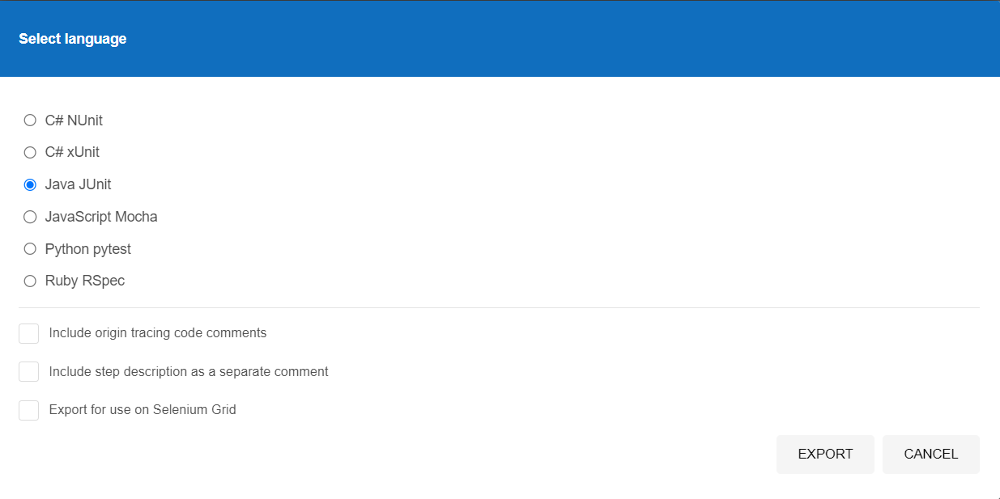 Select language
C# NUnit
C# xUnit
Java JUnit
JavaScript Mocha
Python pytest
Ruby RSpec
Include origin tracing code comments
Include step description as a separate comment
Export for use on Selenium Grid
EXPORT CANCEL